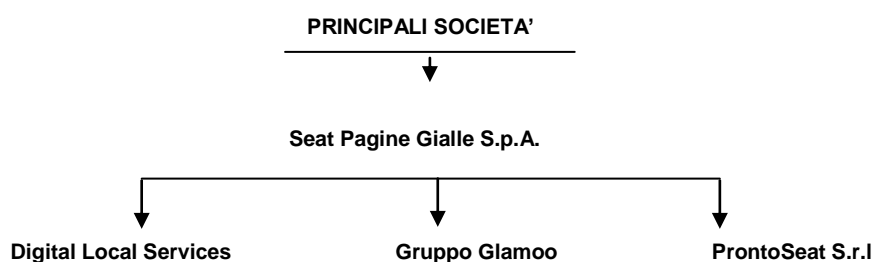 PRINCIPALI SOCIETA’
Seat Pagine Gialle S.p.A.
Digital Local Services Gruppo Glamoo ProntoSeat S.r.l